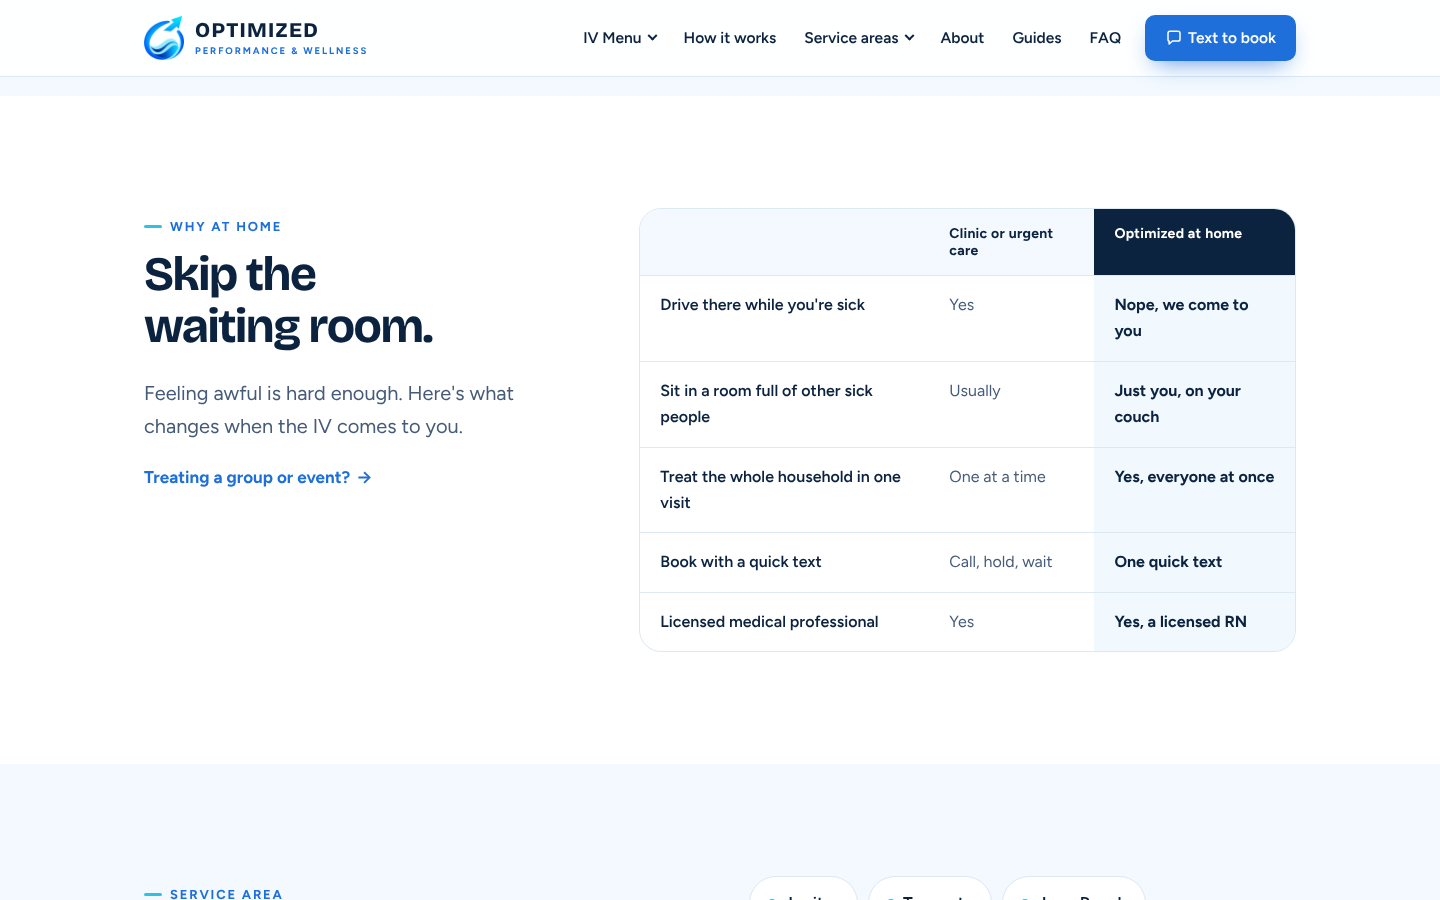 OPTIMIZED
PERFORMANCE & WELLNESS
IV Menu
How it works
Service areas
About
Guides
FAQ
Text to book
WHY AT HOME
Skip the
waiting room.
Feeling awful is hard enough. Here's what
changes when the IV comes to you.
Treating a group or event? →
Clinic or urgent
care
Optimized at home
Drive there while you're sick
Yes
Nope, we come to
you
Sit in a room full of other sick
people
Usually
Just you, on your
couch
Treat the whole household in one
visit
One at a time
Yes, everyone at once
Book with a quick text
Call, hold, wait
One quick text
Licensed medical professional
Yes
Yes, a licensed RN
SERVICE AREA